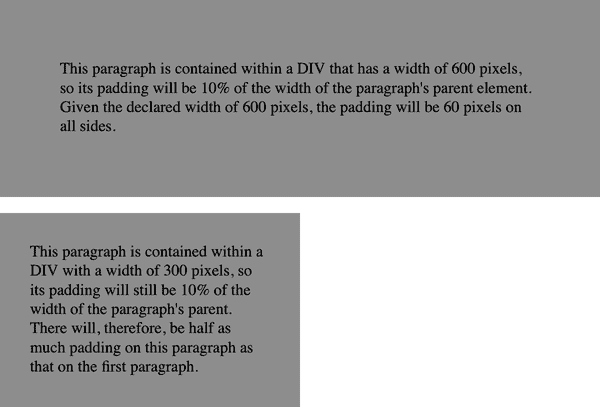 This paragraph is contained within a DIV that has a width of 600 pixels,
so its padding will be 10% of the width of the paragraph's parent element.
Given the declared width of 600 pixels, the padding will be 60 pixels on
all sides.
This paragraph is contained within a
DIV with a width of 300 pixels, so
its padding will still be 10% of the
width of the paragraph's parent.
There will, therefore, be half as
much padding on this paragraph as
that on the first paragraph.